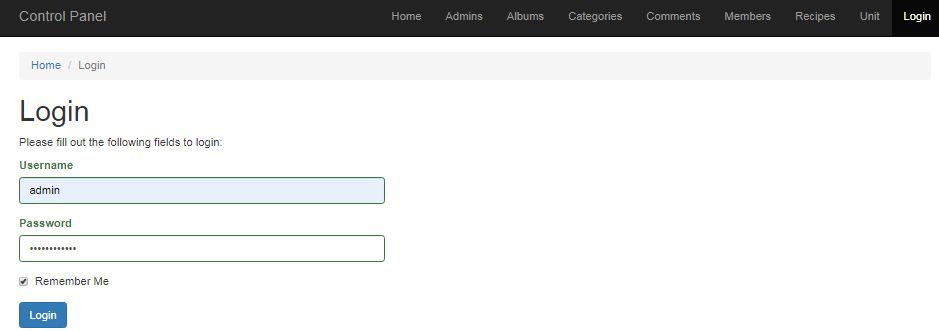 Control Panel Home Admins Albums Categories Comments Members Recipes Unit Login
Home / Login
Login
Please fill out the following fields to login:
Username
admin
Password
••••••••••••
Remember Me
Login